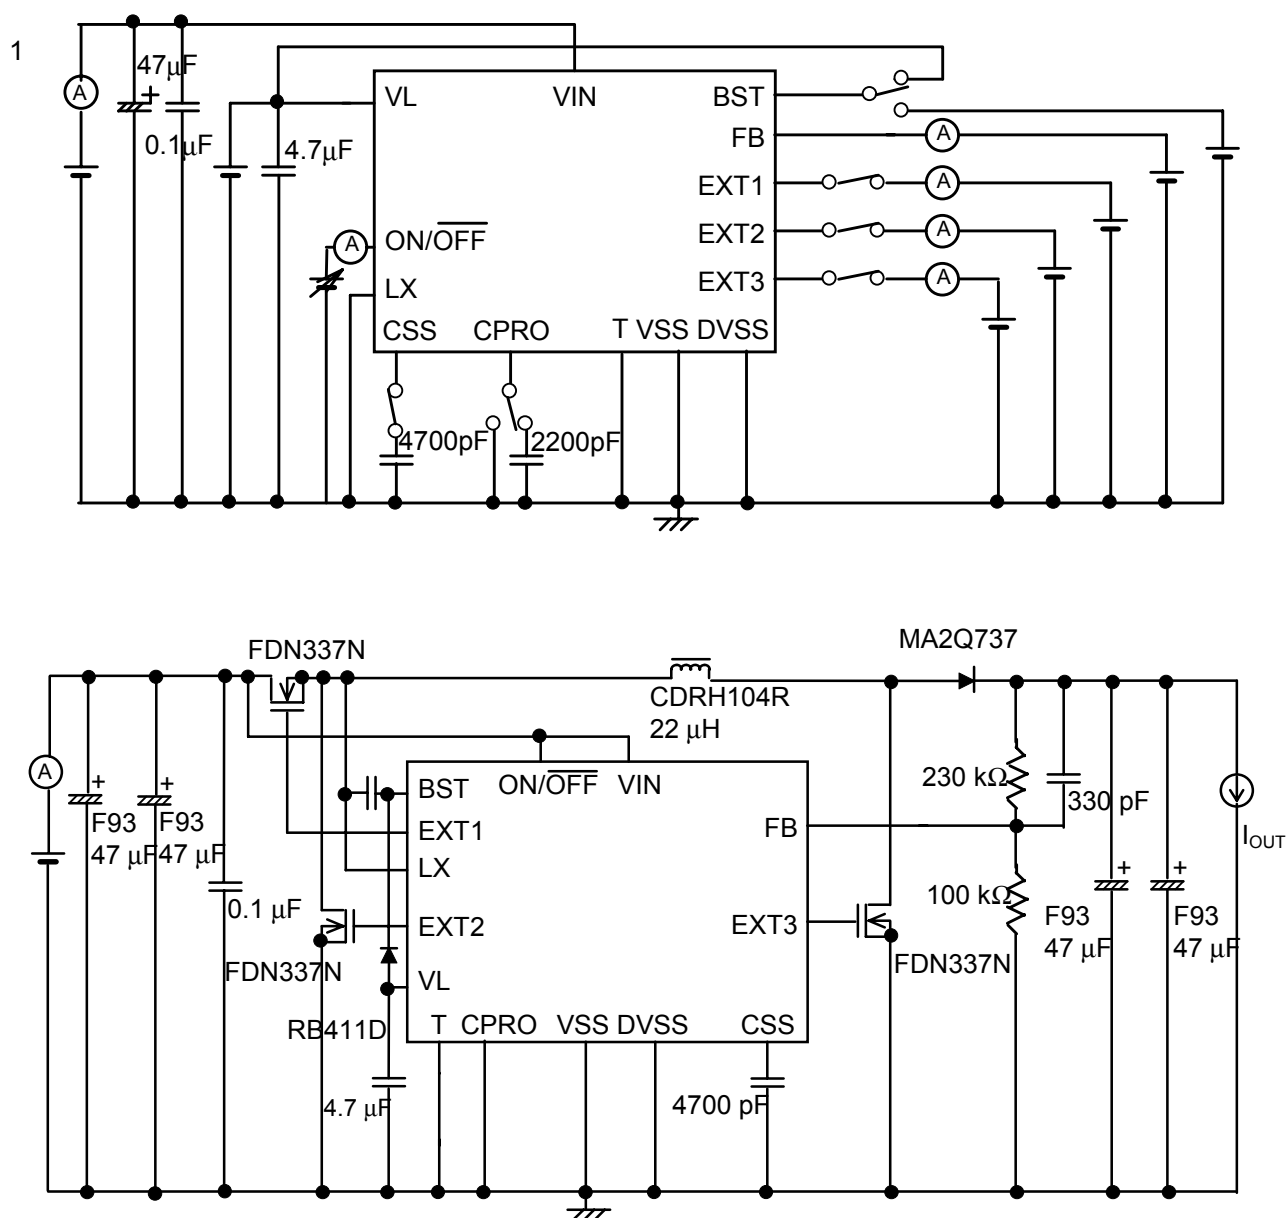 1
47μF
+
A
0.1μF
4.7μF
VL
VIN
BST
FB
A
EXT1
A
EXT2
A
EXT3
A
A
ON/OFF
LX
CSS
CPRO
T
VSS
DVSS
4700pF
2200pF
FDN337N
MA2Q737
CDRH104R
22 μH
A
+
F93
47 μF
+
F93
47 μF
0.1 μF
BST
ON/OFF
VIN
EXT1
LX
EXT2
VL
FB
EXT3
FDN337N
RB411D
T
CPRO
VSS
DVSS
CSS
4.7 μF
4700 pF
230 kΩ
330 pF
100 kΩ
FDN337N
+
F93
47 μF
+
F93
47 μF
IOUT